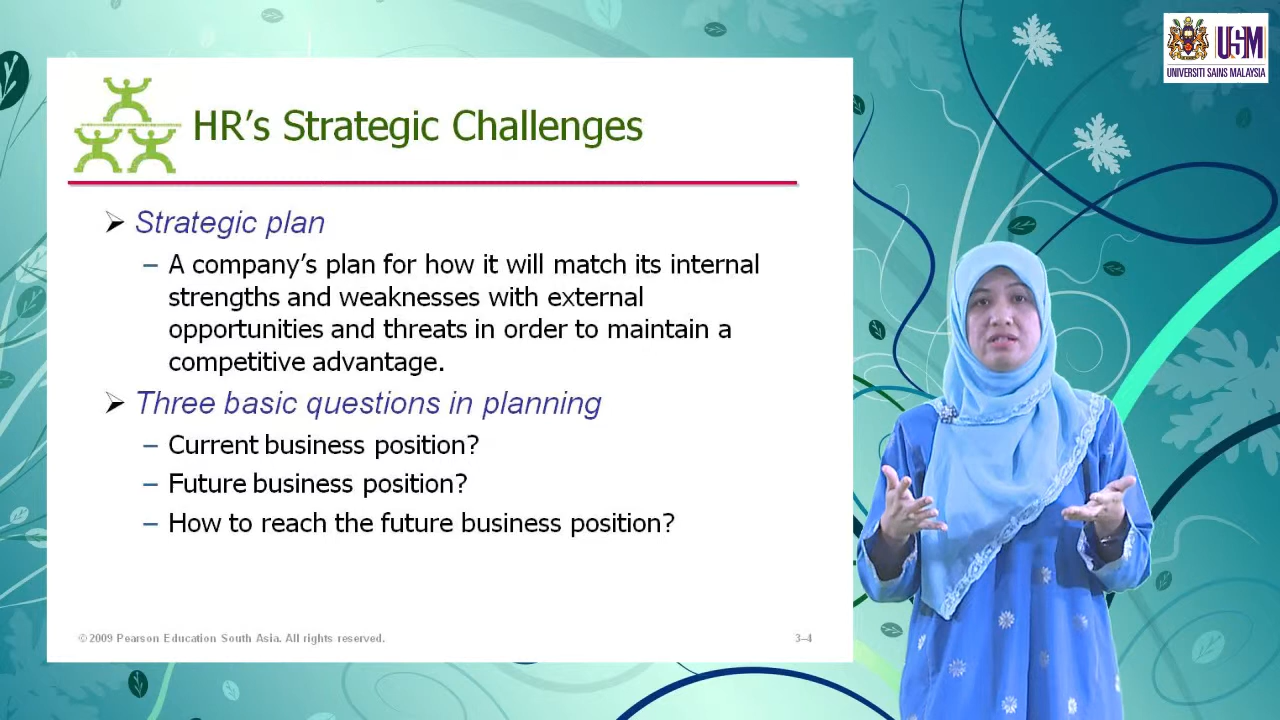 USM
UNIVERSITI SAINS MALAYSIA
HR’s Strategic Challenges
➢ Strategic plan
– A company’s plan for how it will match its internal
strengths and weaknesses with external
opportunities and threats in order to maintain a
competitive advantage.
➢ Three basic questions in planning
– Current business position?
– Future business position?
– How to reach the future business position?
© 2009 Pearson Education South Asia. All rights reserved.
3–4